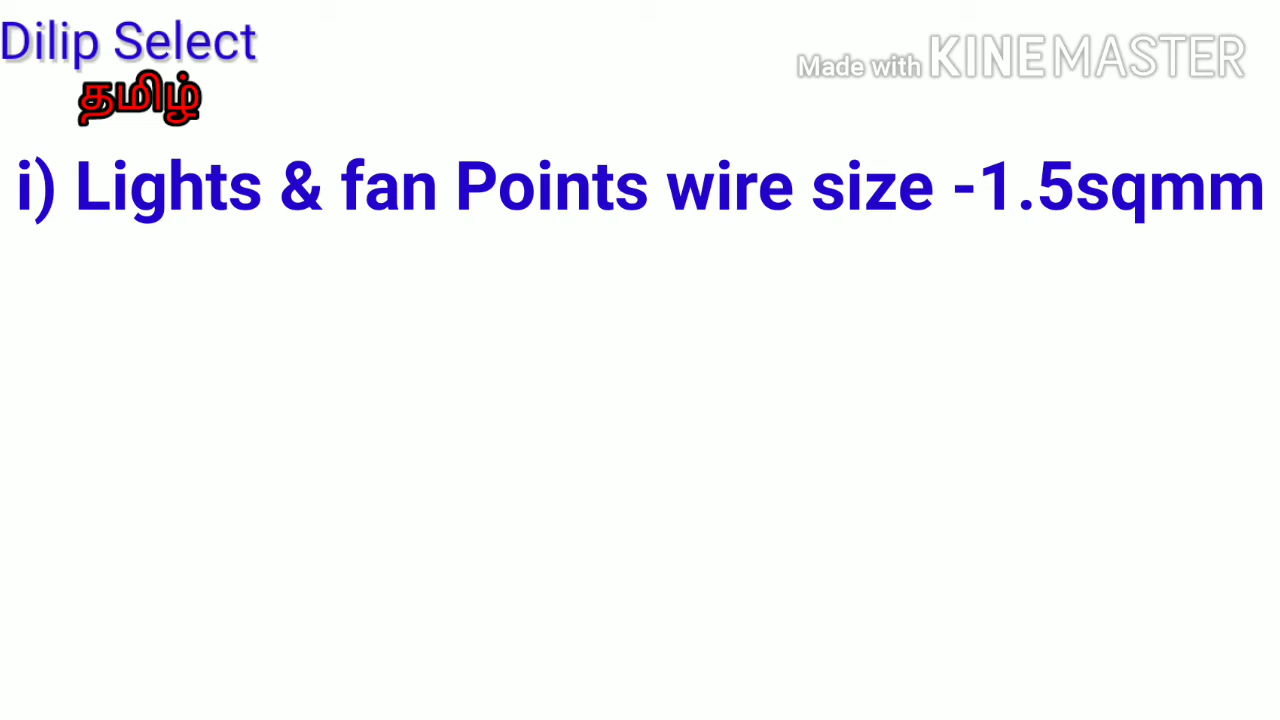 Dilip Select
தமிழ்
Made with KINEMASTER
i) Lights & fan Points wire size -1.5sqmm